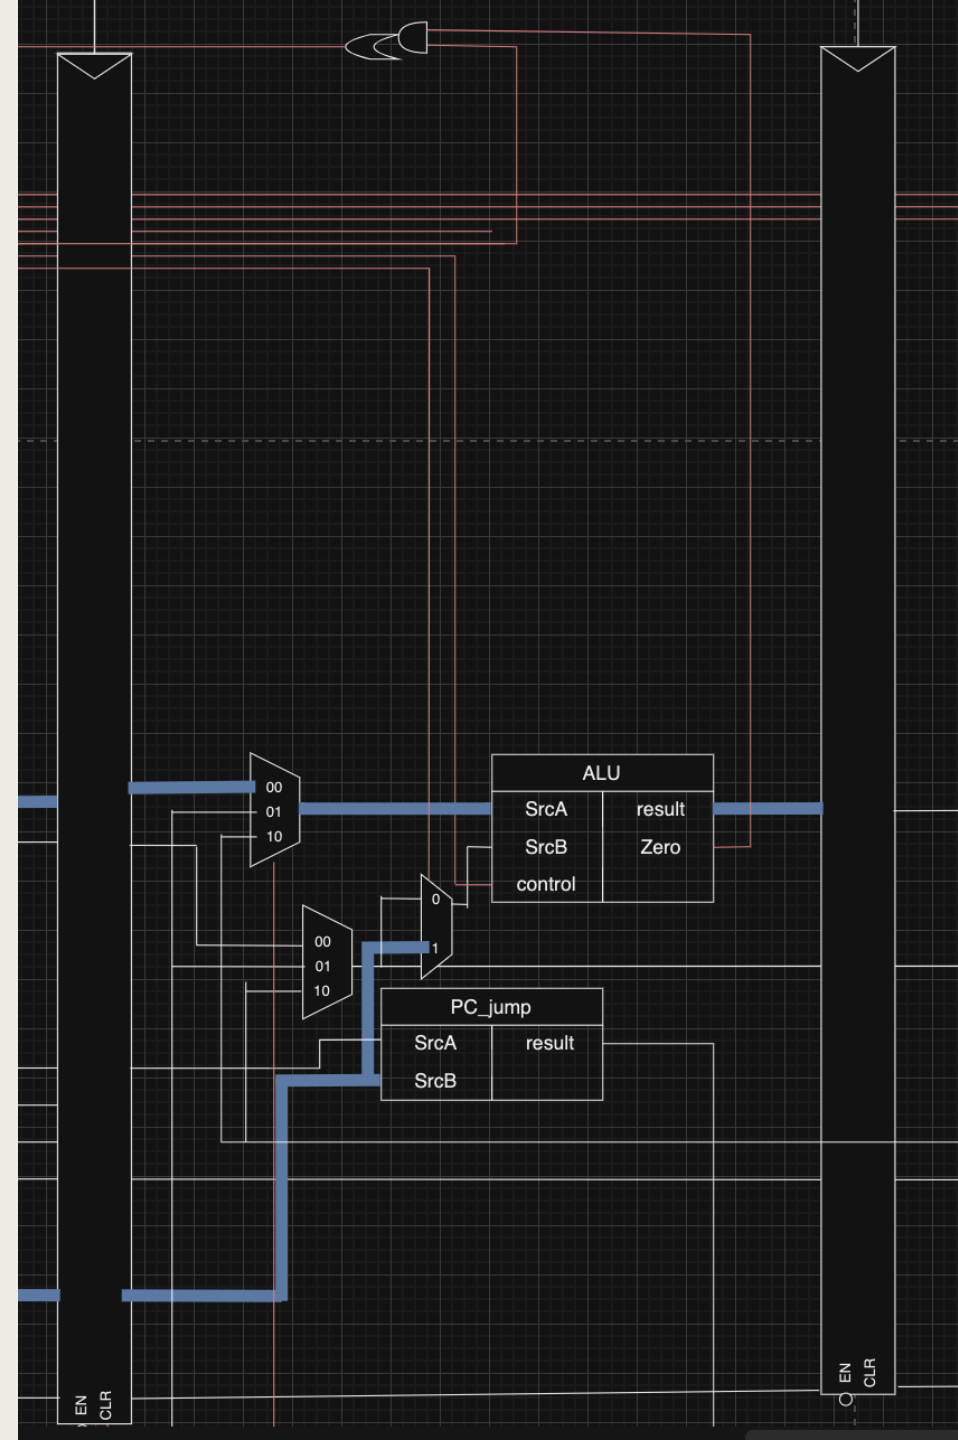 00
01
10
ALU
SrcA result
SrcB Zero
control
0
1
00
01
10
PC_jump
SrcA result
SrcB
EN
CLR
EN
CLR